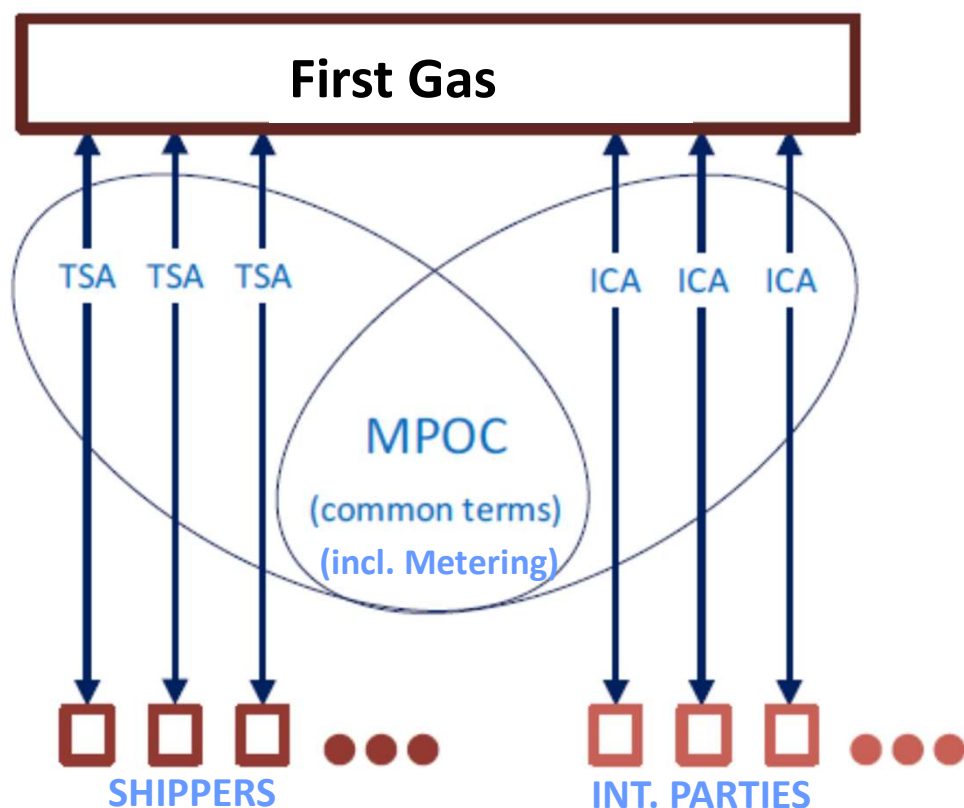 First Gas
TSA TSA TSA ICA ICA ICA
MPOC
(common terms)
(incl. Metering)
SHIPPERS INT. PARTIES